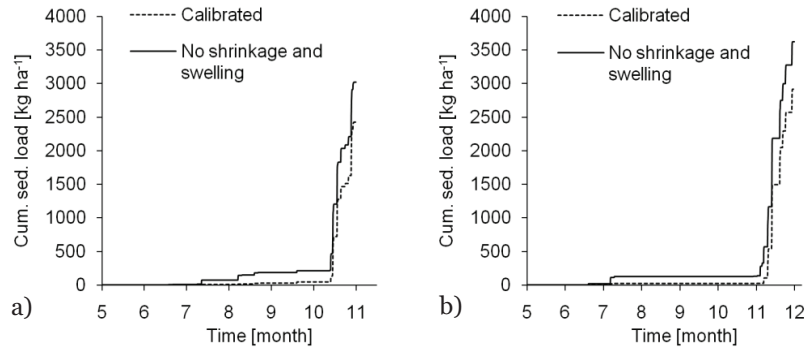 Cum. sed. load [kg ha-1]
4000
3500
3000
2500
2000
1500
1000
500
0
Calibrated
No shrinkage and
swelling
5 6 7 8 9 10 11
Time [month]
a)
Cum. sed. load [kg ha-1]
4000
3500
3000
2500
2000
1500
1000
500
0
Calibrated
No shrinkage and
swelling
5 6 7 8 9 10 11 12
Time [month]
b)